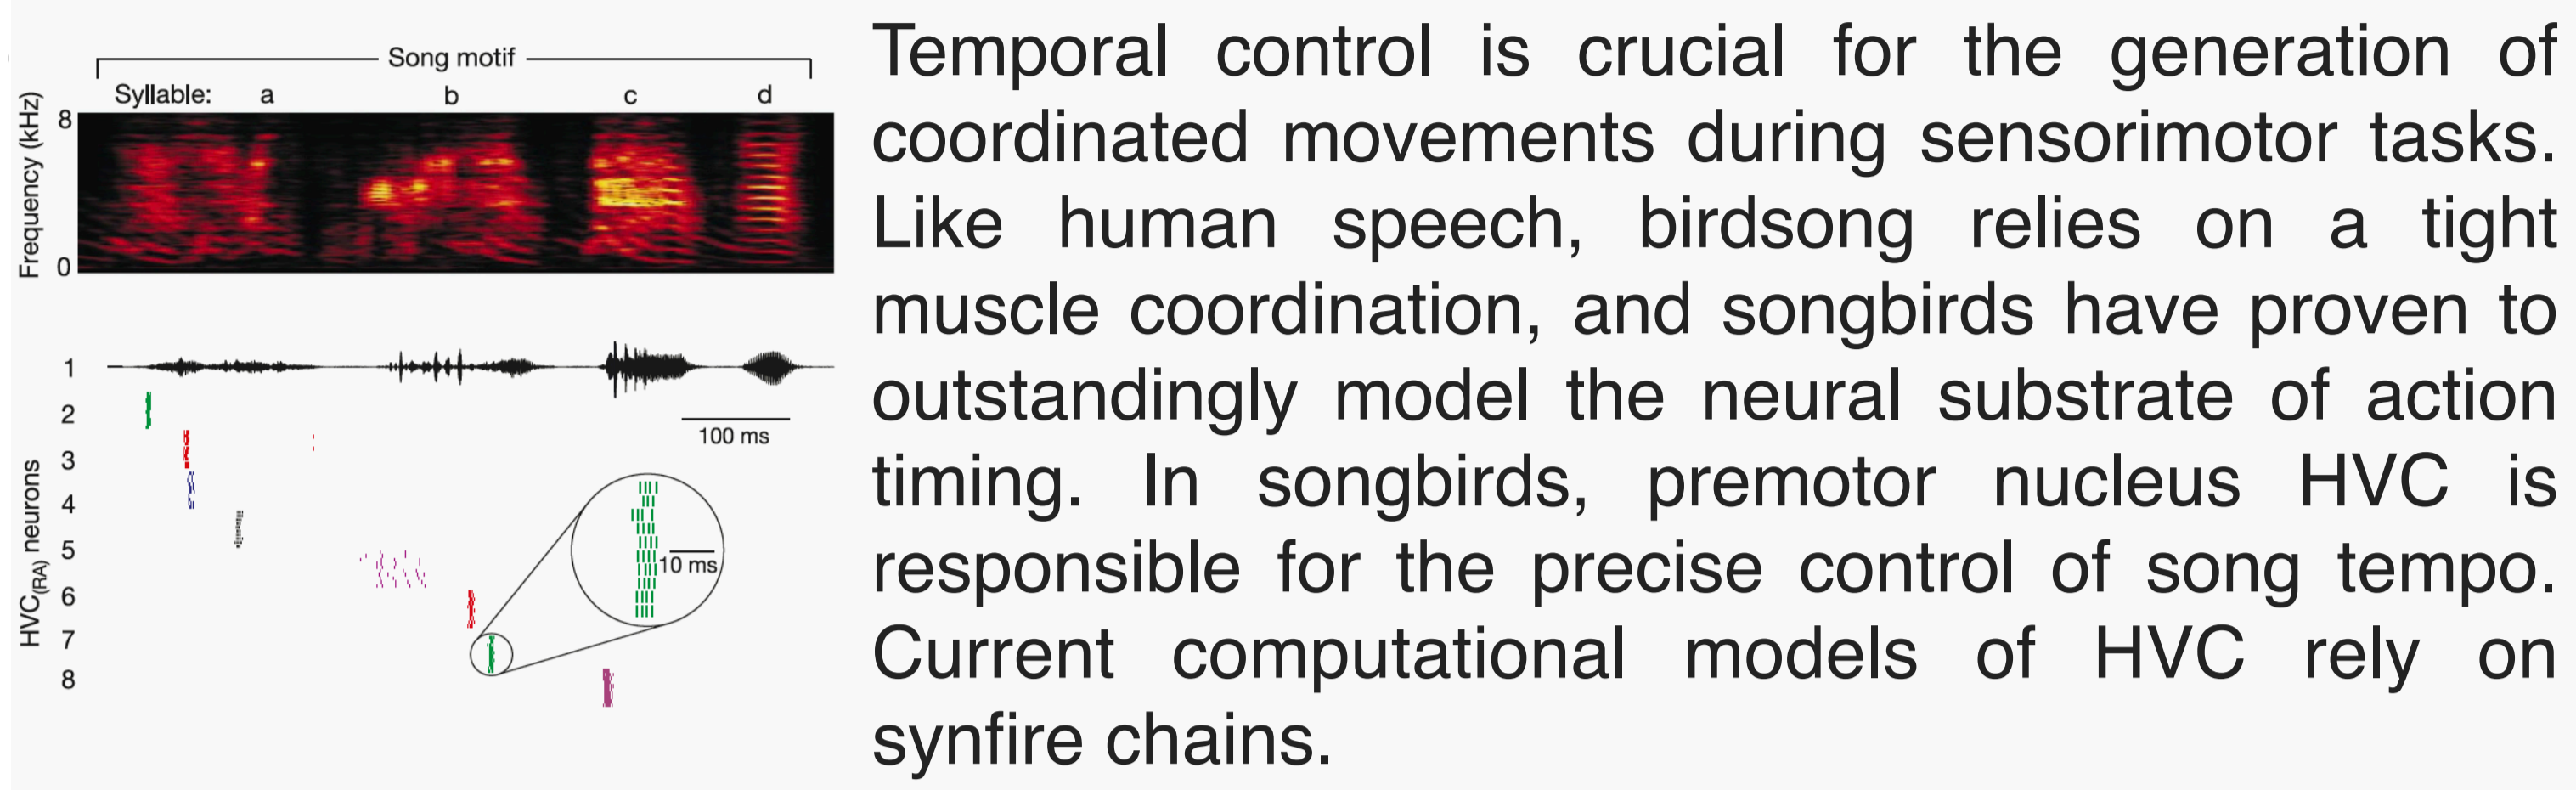 Song motif
Syllable: a b c d
Frequency (kHz)
8
0
1
2
3
4
5
6
7
8
HVC(RA) neurons
100 ms
10 ms
Temporal control is crucial for the generation of
coordinated movements during sensorimotor tasks.
Like human speech, birdsong relies on a tight
muscle coordination, and songbirds have proven to
outstandingly model the neural substrate of action
timing. In songbirds, premotor nucleus HVC is
responsible for the precise control of song tempo.
Current computational models of HVC rely on
synfire chains.